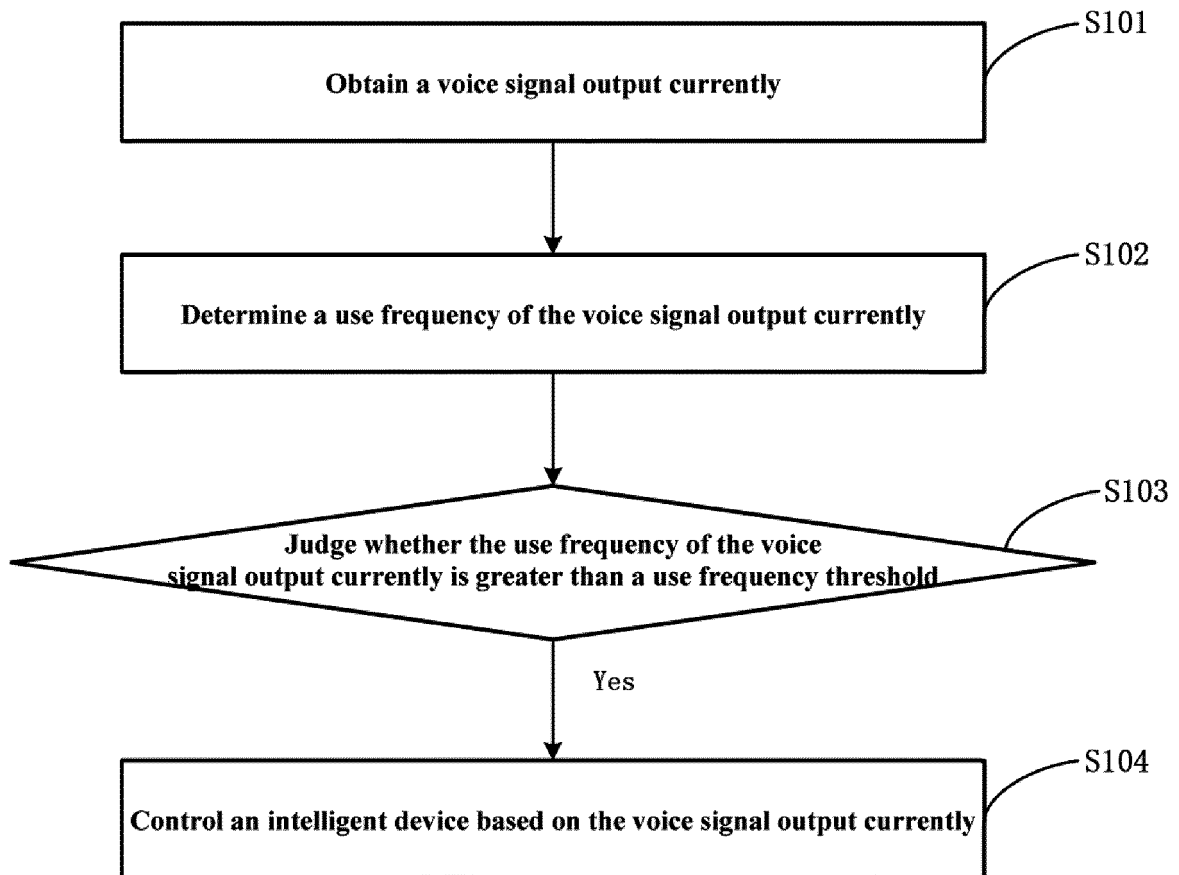 S101
Obtain a voice signal output currently
S102
Determine a use frequency of the voice signal output currently
S103
Judge whether the use frequency of the voice
signal output currently is greater than a use frequency threshold
Yes
S104
Control an intelligent device based on the voice signal output currently